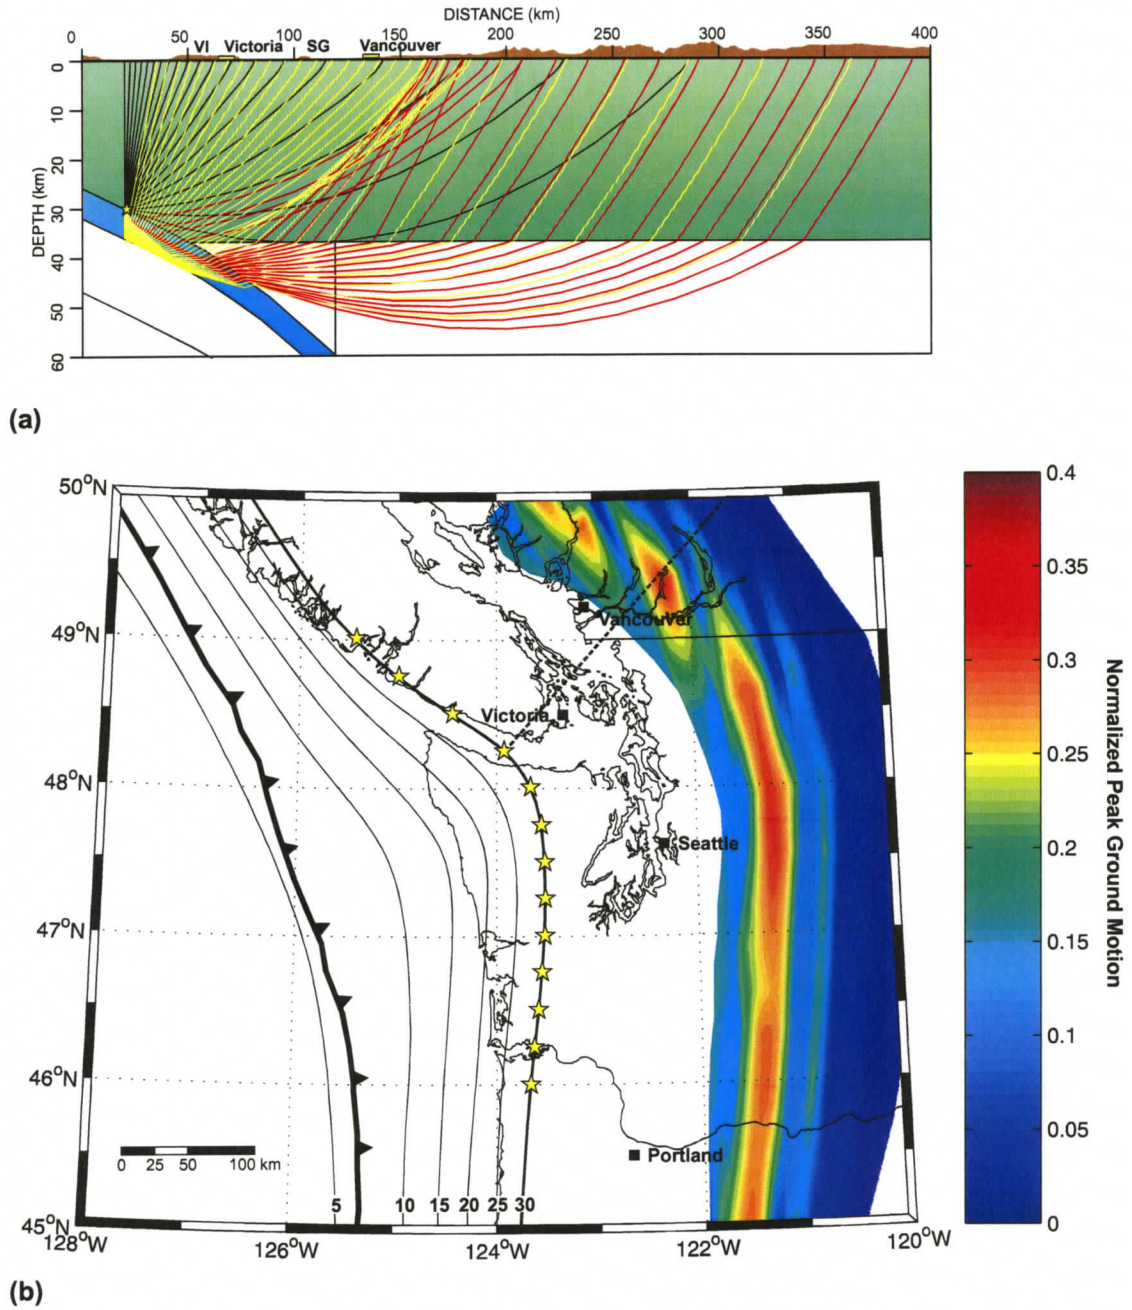 DISTANCE (km)
0 50 100 150 200 250 300 350 400
VI Victoria SG Vancouver
DEPTH (km)
0
10
20
30
40
50
60
(a)
50°N
49°N
48°N
47°N
46°N
45°N
128°W 126°W 124°W 122°W 120°W
Vancouver
Victoria
Seattle
Portland
0 25 50 100 km
5 10 15 20 25 30
0.4
0.35
0.3
0.25
0.2
0.15
0.1
0.05
0
Normalized Peak Ground Motion
(b)